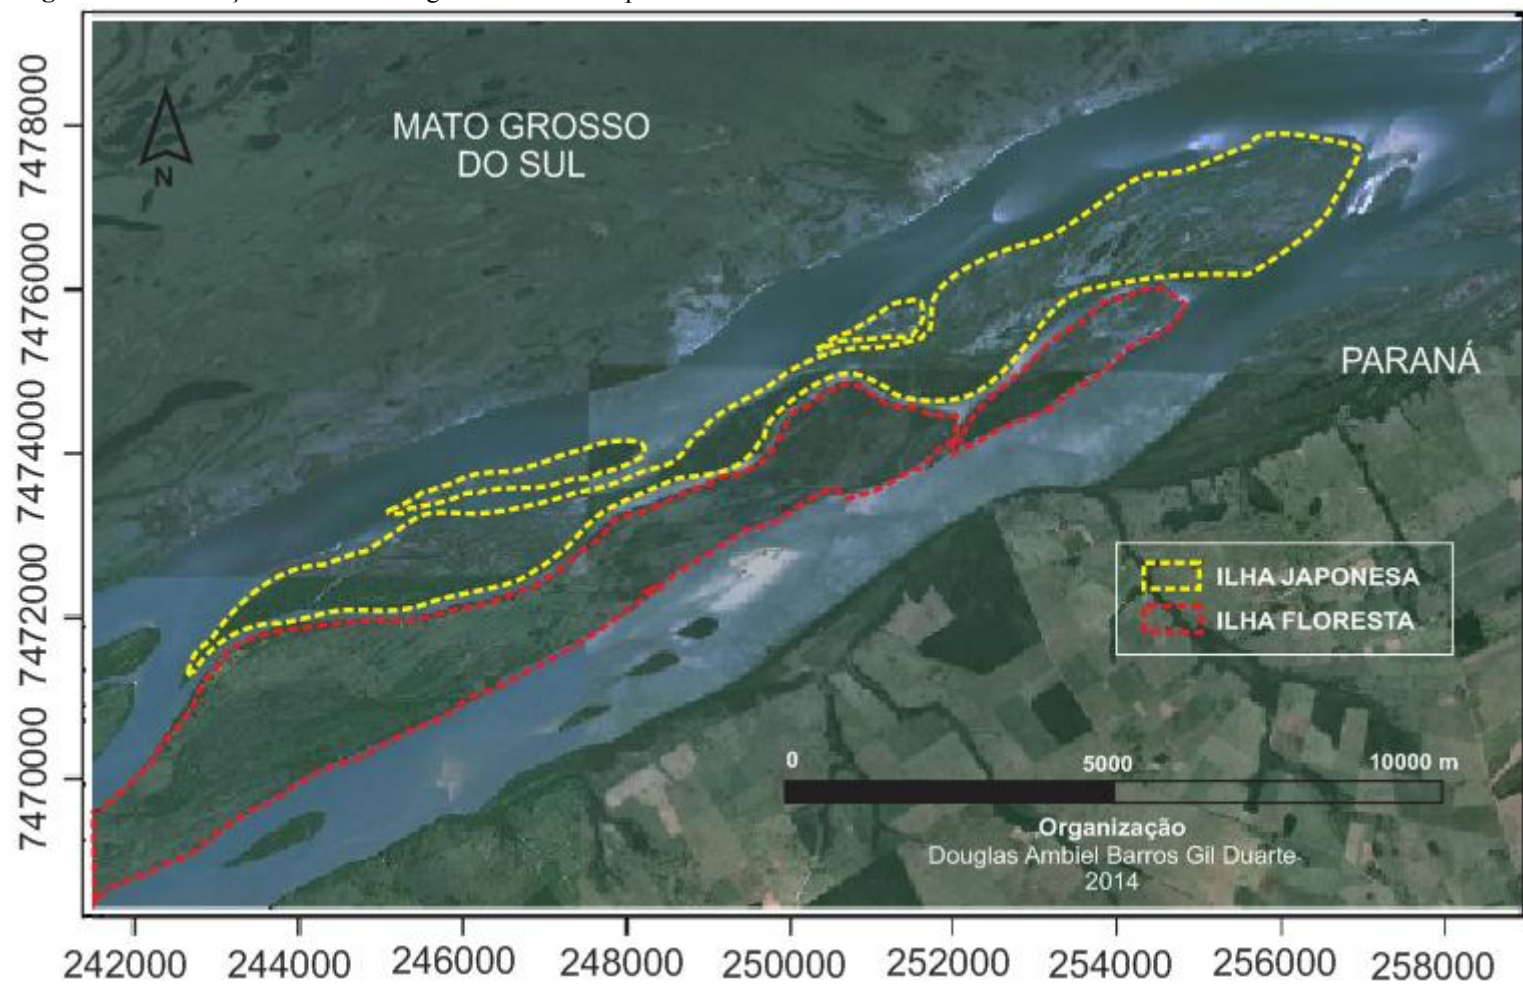 MATO GROSSO
DO SUL
N
PARANÁ
ILHA JAPONESA
ILHA FLORESTA
0 5000 10000 m
Organização
Douglas Ambiel Barros Gil Duarte
2014
7478000
7476000
7474000
7472000
7470000
242000 244000 246000 248000 250000 252000 254000 256000 258000